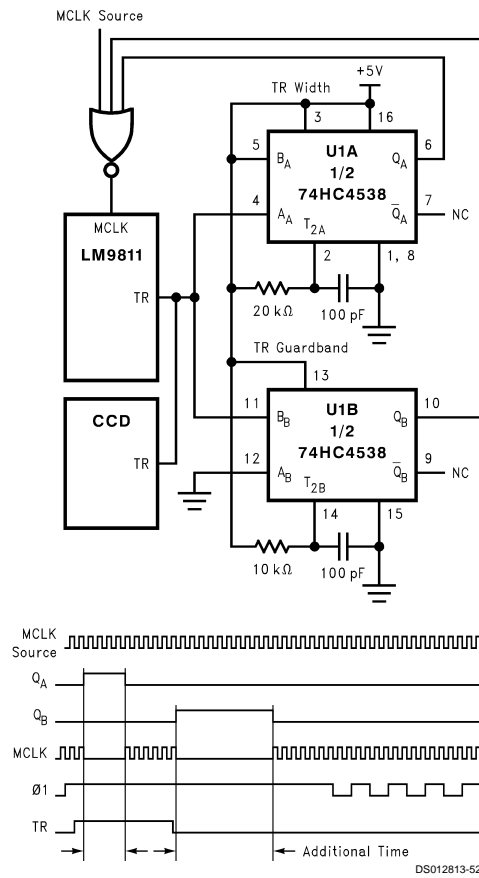 MCLK Source
+5V
TR Width
3
16
5
B_A
U1A
Q_A
6
1/2
4
A_A
74HC4538
Q̅_A
7
NC
T_2A
MCLK
LM9811
2
1, 8
TR
20 kΩ
100 pF
TR Guardband
13
CCD
11
B_B
U1B
Q_B
10
1/2
TR
12
A_B
74HC4538
Q̅_B
9
NC
T_2B
14
15
10 kΩ
100 pF
MCLK
Source
Q_A
Q_B
MCLK
Ø1
TR
Additional Time
DS012813-52